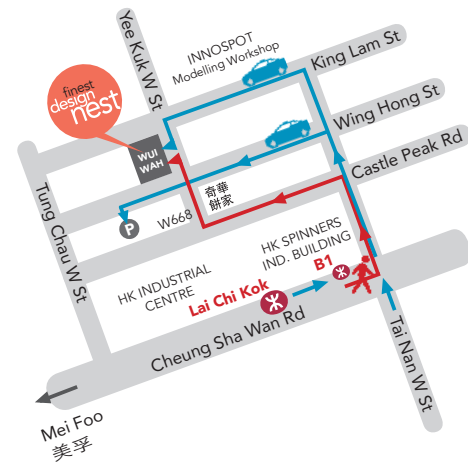 Yee Kuk W St
INNOSPOT
Modelling Workshop
King Lam St
finest
design
nest
Wing Hong St
WUI
WAH
Castle Peak Rd
奇華
餅家
Tung Chau W St
P
W668
HK SPINNERS
IND. BUILDING
HK INDUSTRIAL
CENTRE
B1
Lai Chi Kok
Cheung Sha Wan Rd
Tai Nan W St
Mei Foo
美孚